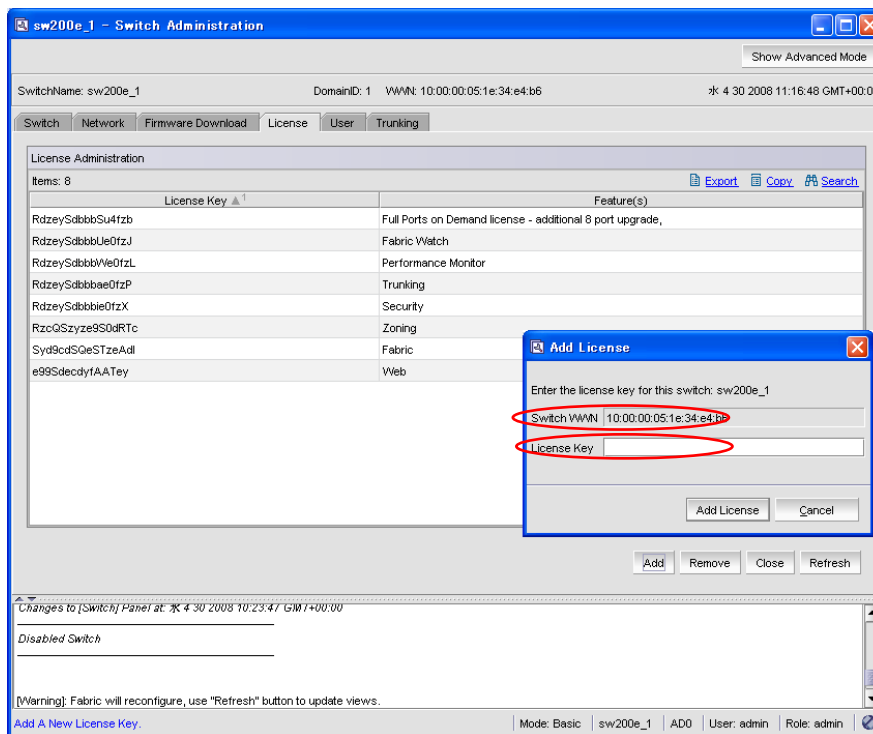 sw200e_1 - Switch Administration
Show Advanced Mode
SwitchName: sw200e_1 DomainID: 1 WWN: 10:00:00:05:1e:34:e4:b6 水 4 30 2008 11:16:48 GMT+00:0
Switch Network Firmware Download License User Trunking
License Administration
Items: 8 Export Copy Search
License Key 1 Feature(s)
RdzeySdbbbSu4fzb Full Ports on Demand license - additional 8 port upgrade,
RdzeySdbbbUe0fzJ Fabric Watch
RdzeySdbbbWe0fzL Performance Monitor
RdzeySdbbbae0fzP Trunking
RdzeySdbbbie0fzX Security
RzcQSzyze9S0dRTc Zoning
Syd9cdSQeSTzeAdl Fabric
e99SdecdyfAATey Web
Add License
Enter the license key for this switch: sw200e_1
Switch WWN 10:00:00:05:1e:34:e4:b6
License Key
Add License Cancel
Add Remove Close Refresh
Changes to [Switch] Panel at: 水 4 30 2008 10:23:47 GMT+00:00
Disabled Switch
[Warning]: Fabric will reconfigure, use "Refresh" button to update views.
Add A New License Key. Mode: Basic sw200e_1 AD0 User: admin Role: admin